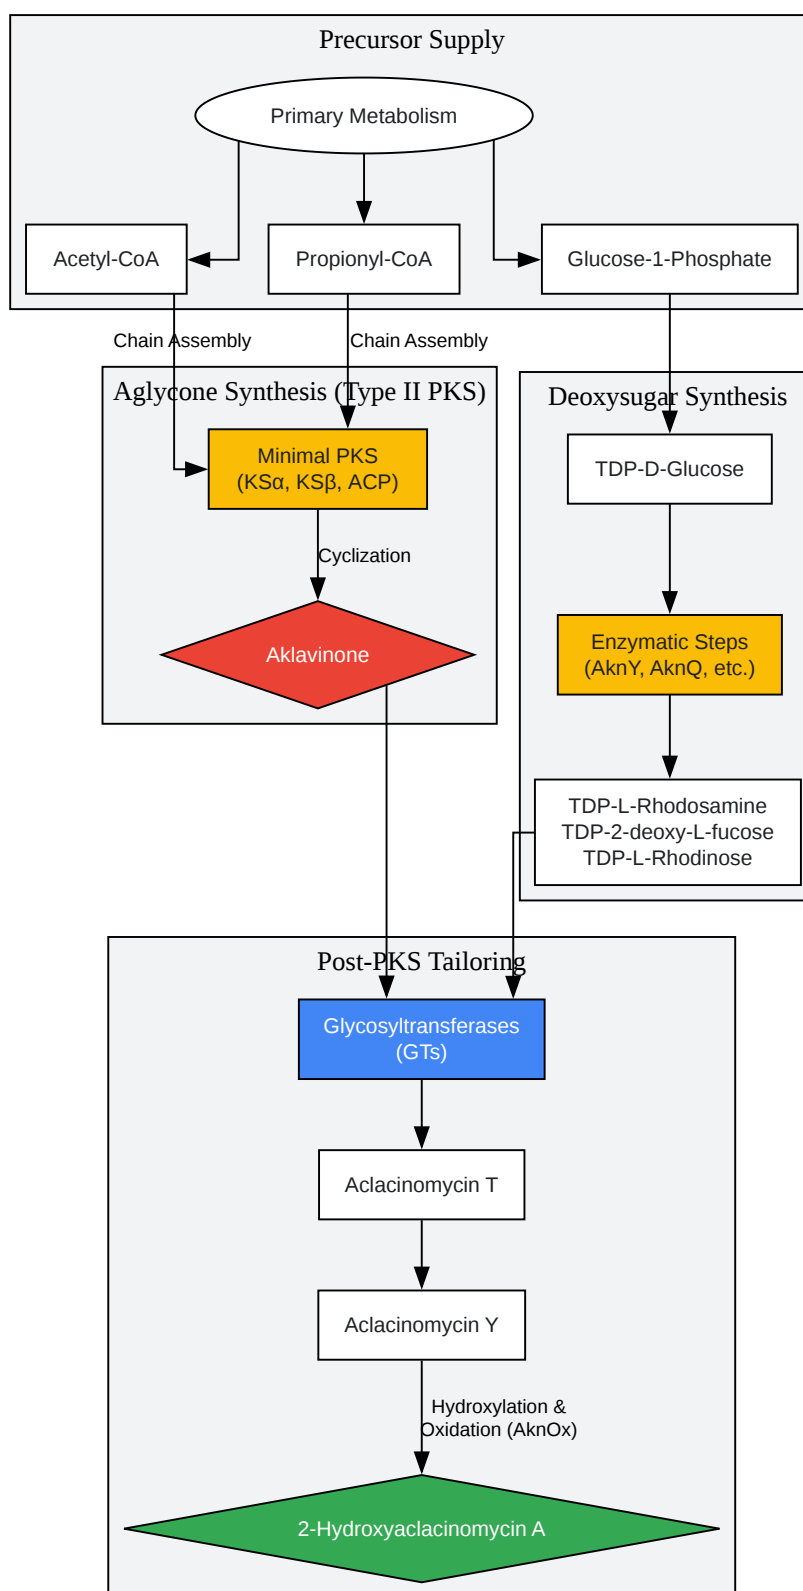 Precursor Supply
Primary Metabolism
Acetyl-CoA
Propionyl-CoA
Glucose-1-Phosphate
Chain Assembly
Chain Assembly
Aglycone Synthesis (Type II PKS)
Deoxysugar Synthesis
Minimal PKS
(KSα, KSβ, ACP)
TDP-D-Glucose
Cyclization
Aklavinone
Enzymatic Steps
(AknY, AknQ, etc.)
TDP-L-Rhodosamine
TDP-2-deoxy-L-fucose
TDP-L-Rhodinose
Post-PKS Tailoring
Glycosyltransferases
(GTs)
Aclacinomycin T
Aclacinomycin Y
Hydroxylation &
Oxidation (AknOx)
2-Hydroxyaclacinomycin A